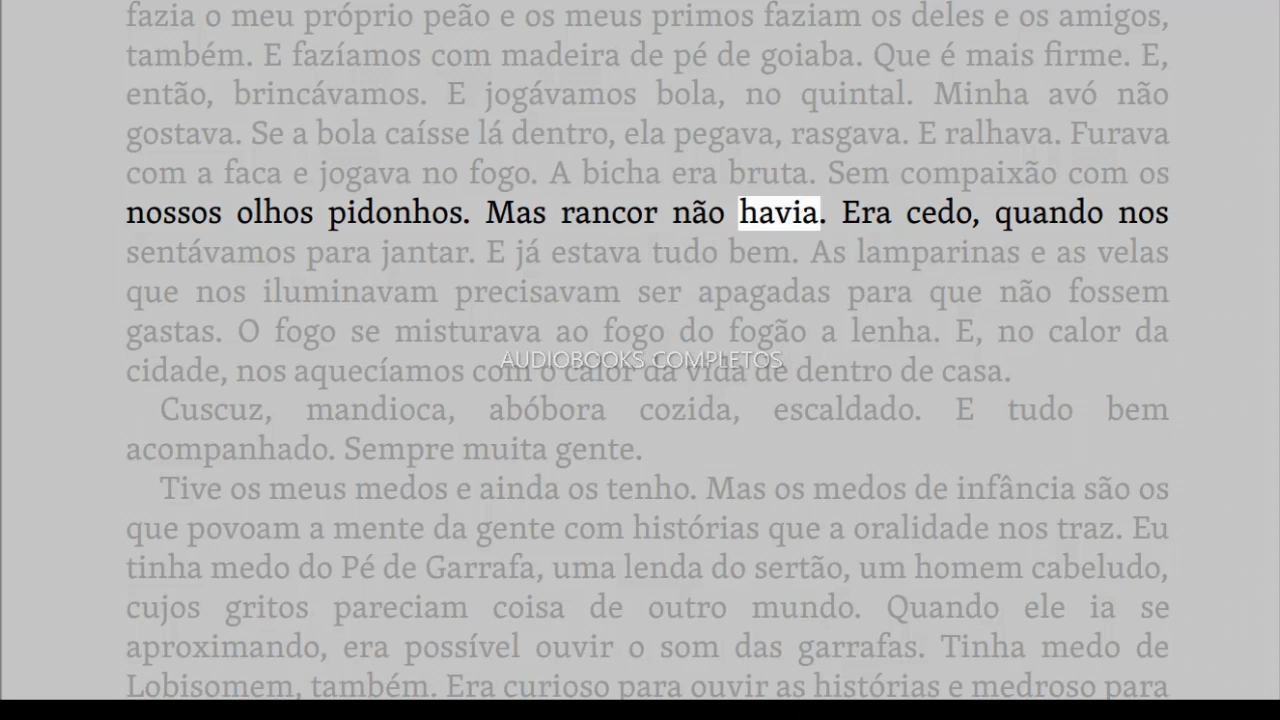 fazia o meu próprio peão e os meus primos faziam os deles e os amigos,
também. E fazíamos com madeira de pé de goiaba. Que é mais firme. E,
então, brincávamos. E jogávamos bola, no quintal. Minha avó não
gostava. Se a bola caísse lá dentro, ela pegava, rasgava. E ralhava. Furava
com a faca e jogava no fogo. A bicha era bruta. Sem compaixão com os
nossos olhos pidonhos. Mas rancor não havia. Era cedo, quando nos
sentávamos para jantar. E já estava tudo bem. As lamparinas e as velas
que nos iluminavam precisavam ser apagadas para que não fossem
gastas. O fogo se misturava ao fogo do fogão a lenha. E, no calor da
AUDIOBOOKS COMPLETOS
cidade, nos aquecíamos com o calor da vida de dentro de casa.
Cuscuz, mandioca, abóbora cozida, escaldado. E tudo bem
acompanhado. Sempre muita gente.
Tive os meus medos e ainda os tenho. Mas os medos de infância são os
que povoam a mente da gente com histórias que a oralidade nos traz. Eu
tinha medo do Pé de Garrafa, uma lenda do sertão, um homem cabeludo,
cujos gritos pareciam coisa de outro mundo. Quando ele ia se
aproximando, era possível ouvir o som das garrafas. Tinha medo de
Lobisomem, também. Era curioso para ouvir as histórias e medroso para